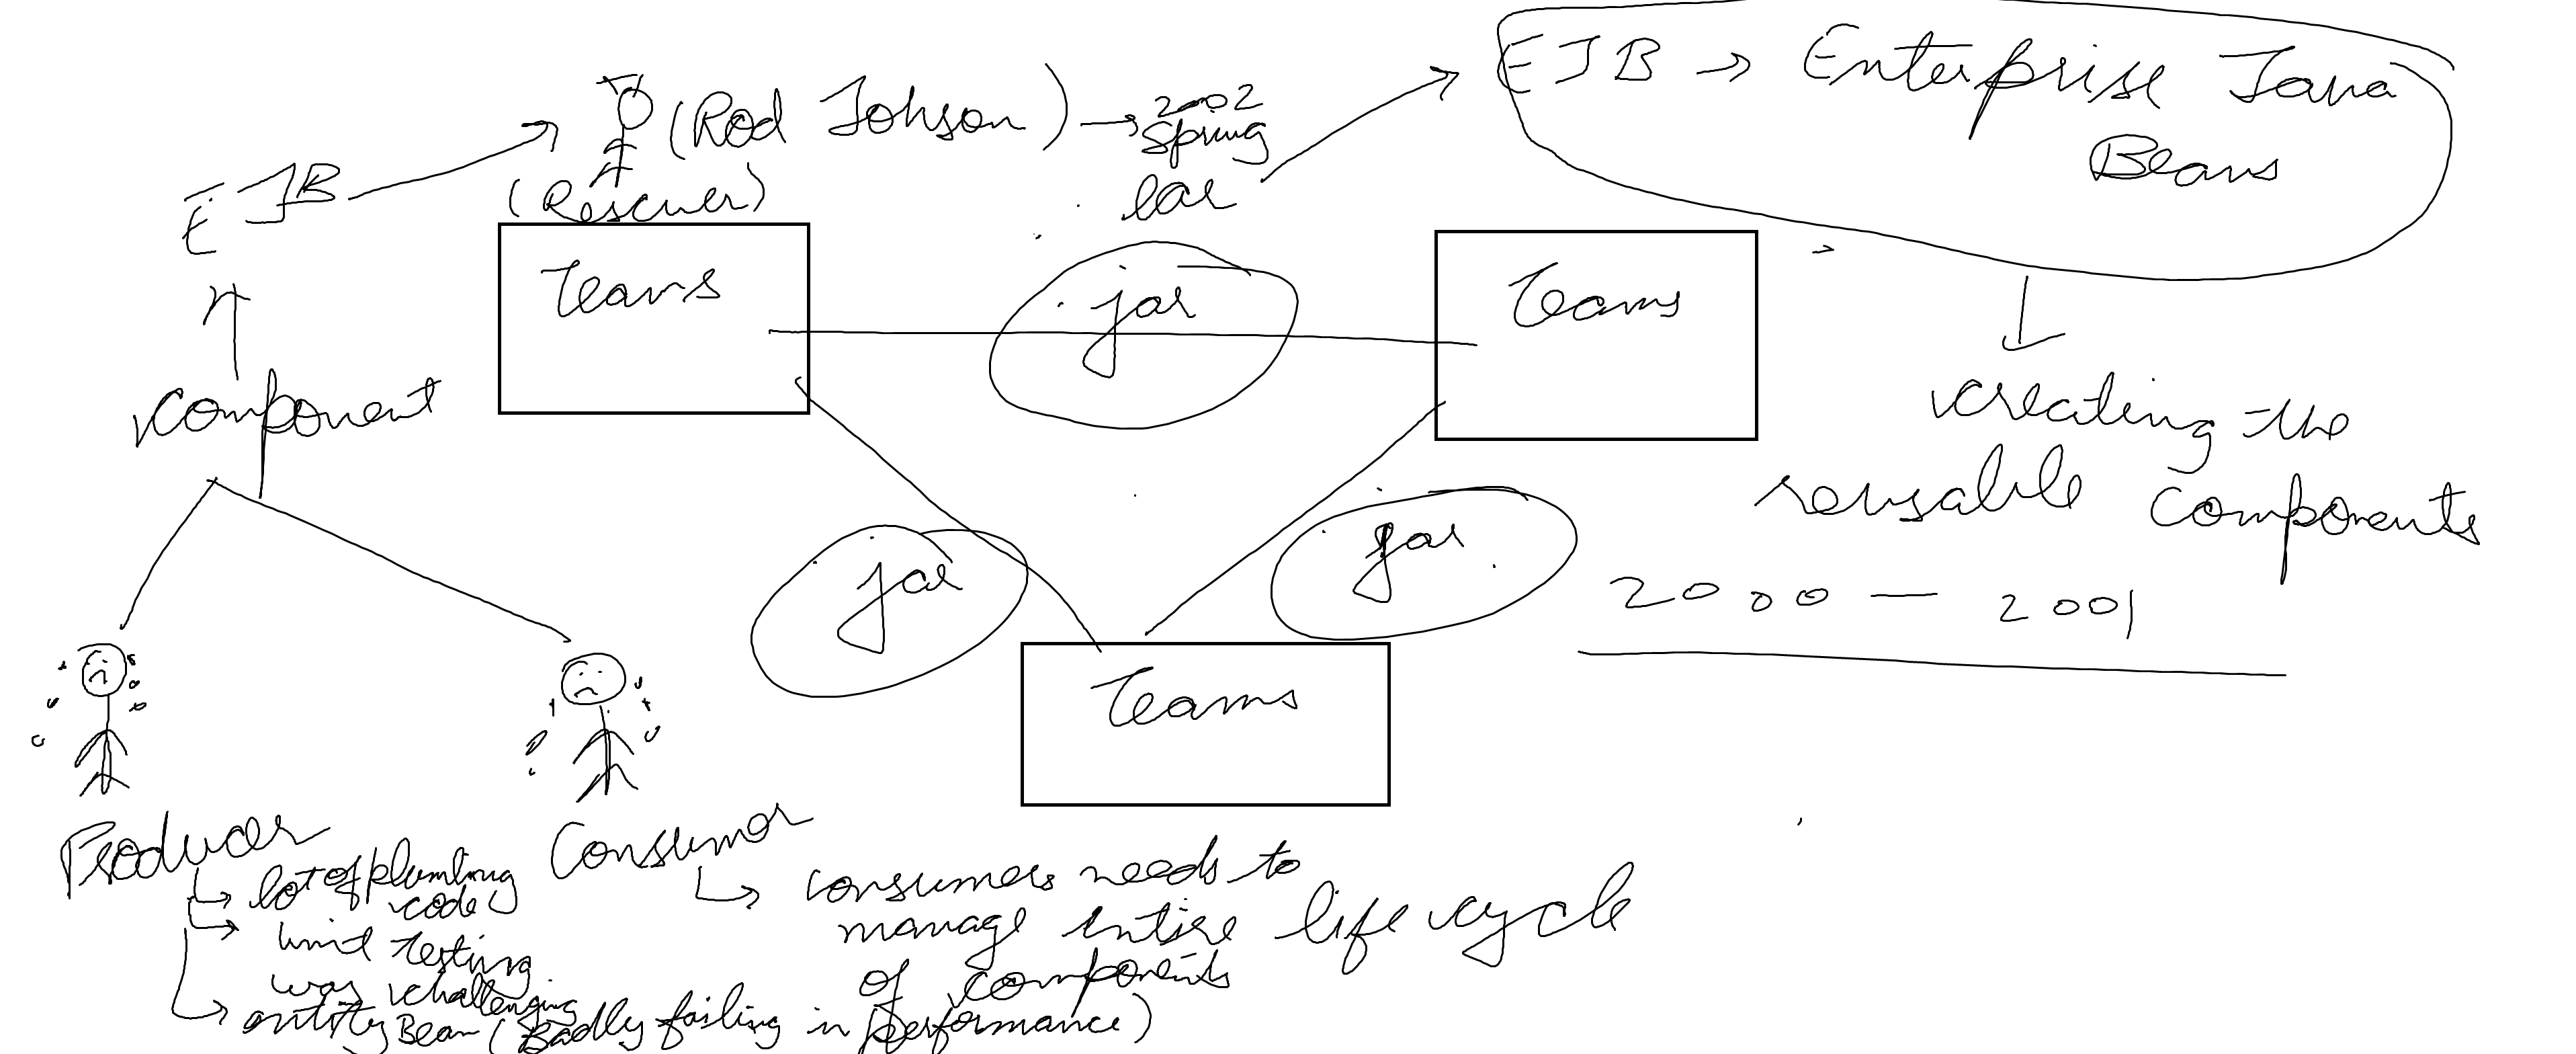 EJB → Enterprise Java
Beans
(Rod Johson) → 2002
Spring
EJB
(Rescuer)
ear
E
Teams
jar
Teams
component
creating the
reusable components
jar
jar
2000 — 2001
Teams
Producer
Consumer
lot of plumbing
code
unit testing
was challenging
entity Bean (Badly failing in performance)
consumers needs to
manage entire life cycle
of components